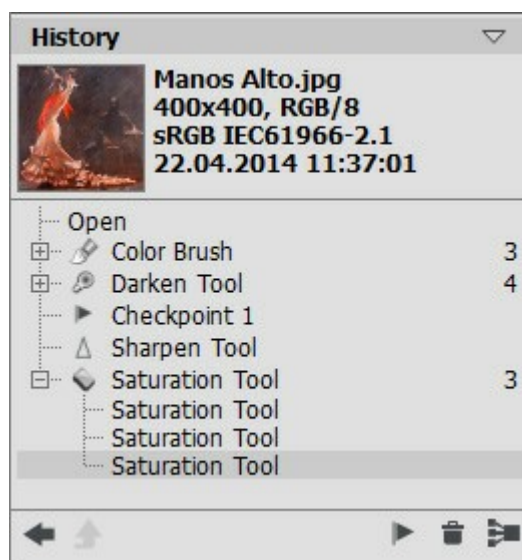 History
Manos Alto.jpg
400x400, RGB/8
sRGB IEC61966-2.1
22.04.2014 11:37:01
Open
Color Brush 3
Darken Tool 4
Checkpoint 1
Sharpen Tool
Saturation Tool 3
Saturation Tool
Saturation Tool
Saturation Tool